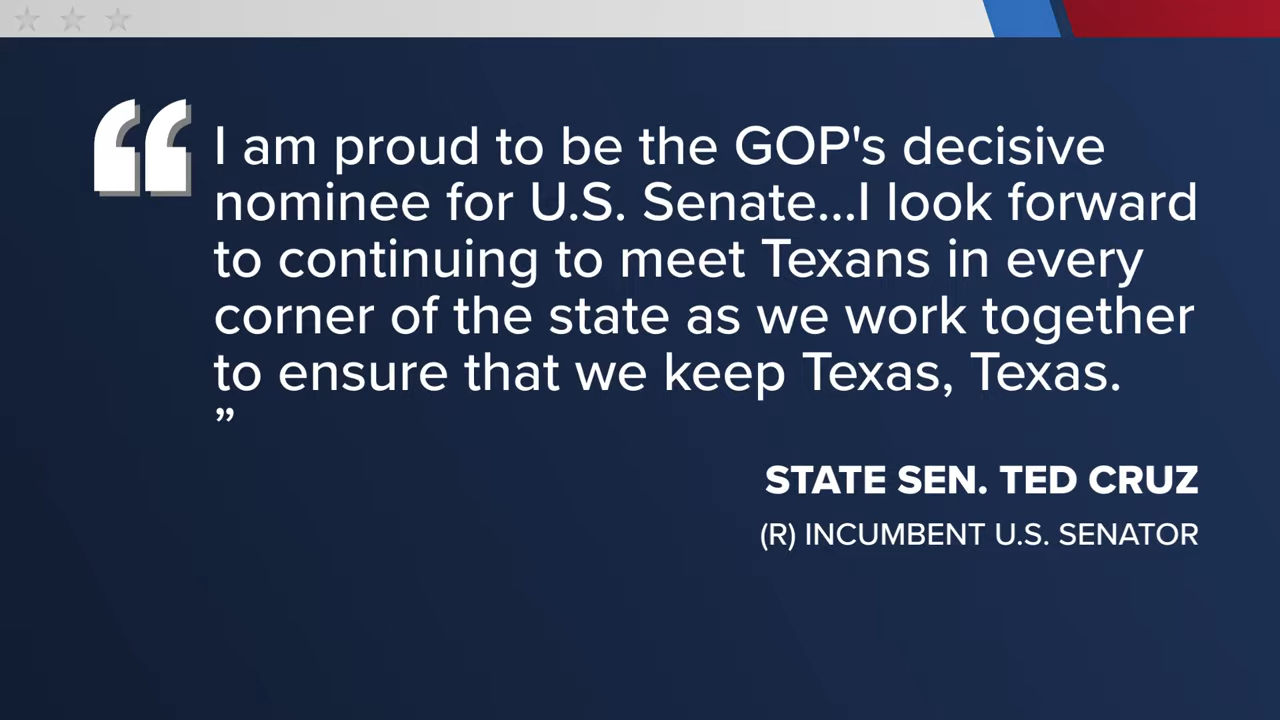 “
I am proud to be the GOP's decisive
nominee for U.S. Senate...I look forward
to continuing to meet Texans in every
corner of the state as we work together
to ensure that we keep Texas, Texas.
”
STATE SEN. TED CRUZ
(R) INCUMBENT U.S. SENATOR